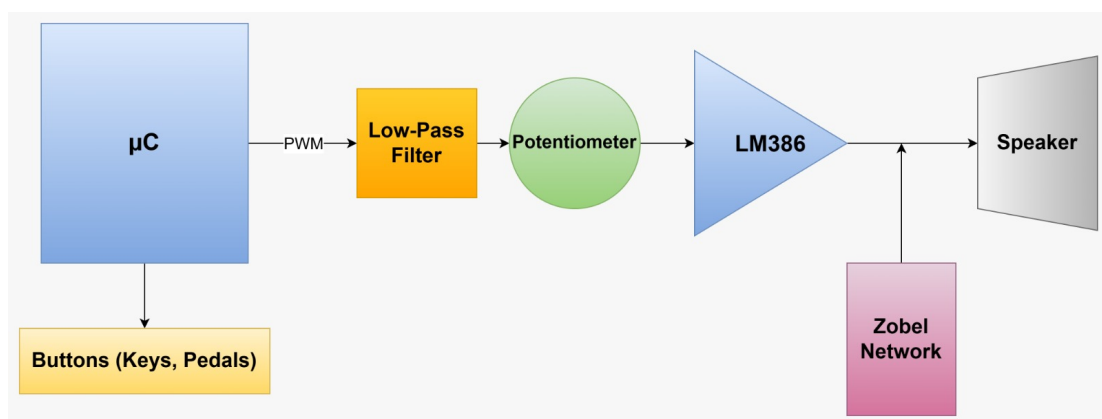 µC
PWM
Low-Pass
Filter
Potentiometer
LM386
Speaker
Buttons (Keys, Pedals)
Zobel
Network